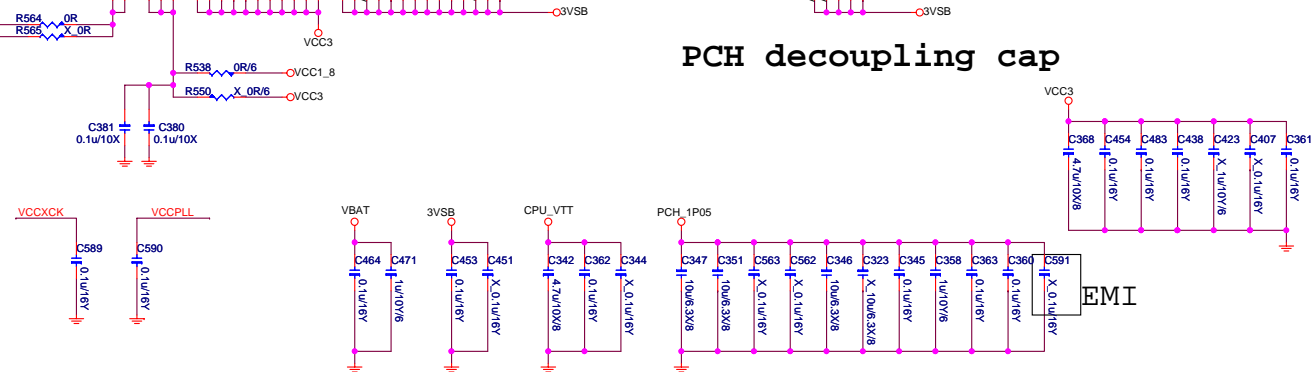 R564 0R
R565 X_0R
VCC3
3VSB
3VSB
PCH decoupling cap
R538 0R/6 VCC1_8
R550 X_0R/6 VCC3
C381 C380
0.1u/10X 0.1u/10X
VCC3
C368 C454 C483 C438 C423 C407 C361
4.7u/10X/8 0.1u/16Y 0.1u/16Y 0.1u/16Y X_1u/10Y/6 X_0.1u/16Y 0.1u/16Y
VCCXCK VCCPLL
C589 C590
0.1u/16Y 0.1u/16Y
VBAT 3VSB CPU_VTT PCH_1P05
C464 C471 C453 C451 C342 C362 C344 C347 C351 C563 C562 C346 C323 C345 C358 C363 C360 C591
0.1u/16Y 1u/10Y/6 0.1u/16Y X_0.1u/16Y 4.7u/10X/8 0.1u/16Y X_0.1u/16Y 10u/6.3X/8 10u/6.3X/8 X_0.1u/16Y X_0.1u/16Y 10u/6.3X/8 X_10u/6.3X/8 0.1u/16Y 1u/10Y/6 0.1u/16Y 0.1u/16Y X_0.1u/16Y
EMI